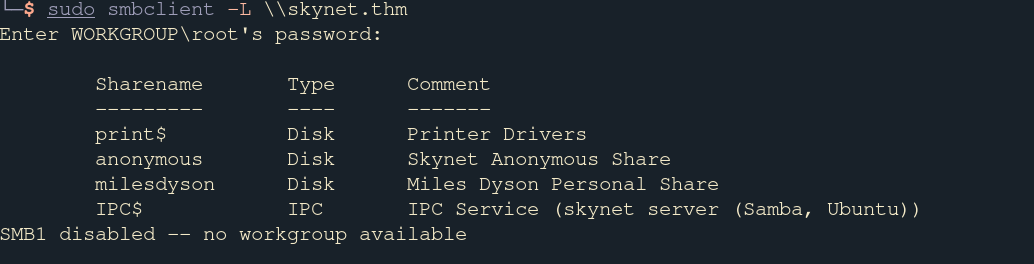 └─$ sudo smbclient -L \\skynet.thm
Enter WORKGROUP\root's password:
Sharename Type Comment
--------- ---- -------
print$ Disk Printer Drivers
anonymous Disk Skynet Anonymous Share
milesdyson Disk Miles Dyson Personal Share
IPC$ IPC IPC Service (skynet server (Samba, Ubuntu))
SMB1 disabled -- no workgroup available